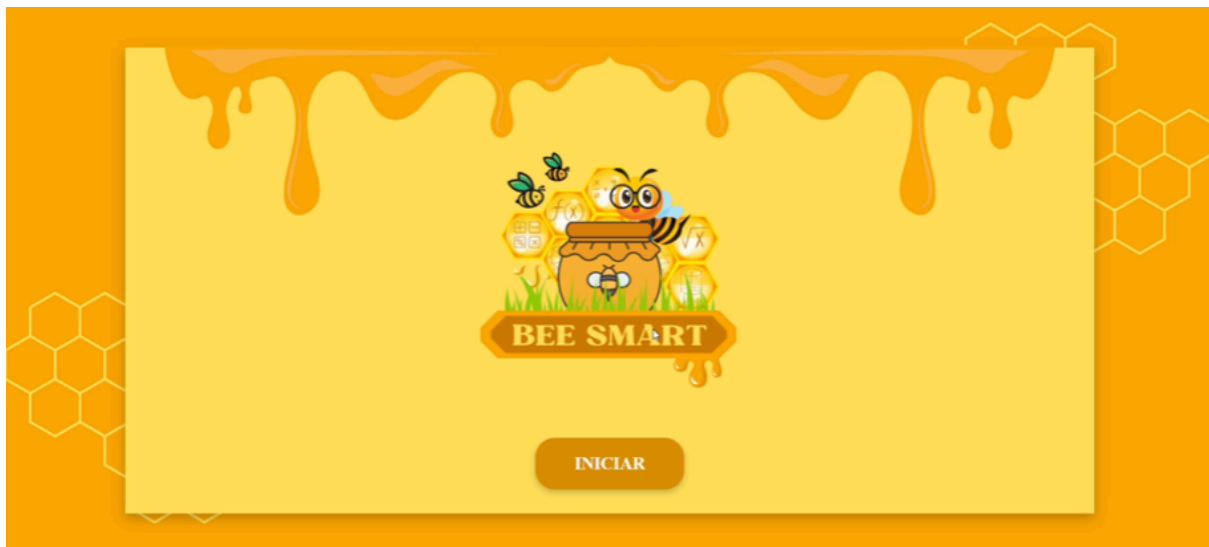 f(x)
√x
BEE SMART
INICIAR